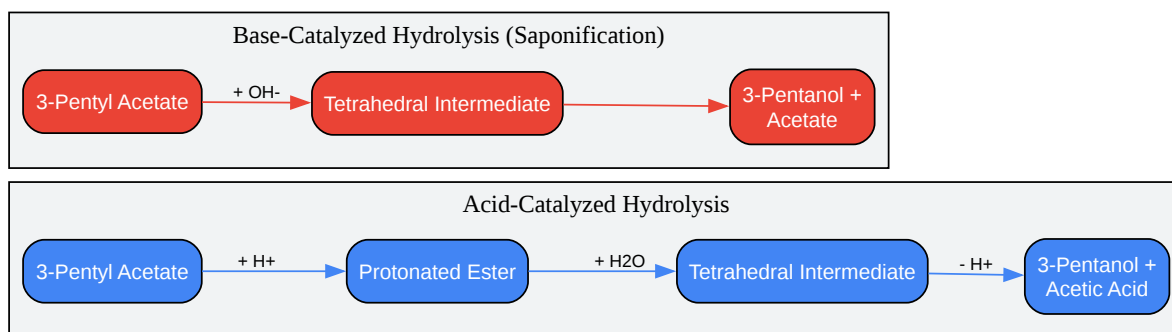 Base-Catalyzed Hydrolysis (Saponification)
3-Pentyl Acetate
+ OH-
Tetrahedral Intermediate
3-Pentanol +
Acetate
Acid-Catalyzed Hydrolysis
3-Pentyl Acetate
+ H+
Protonated Ester
+ H2O
Tetrahedral Intermediate
- H+
3-Pentanol +
Acetic Acid